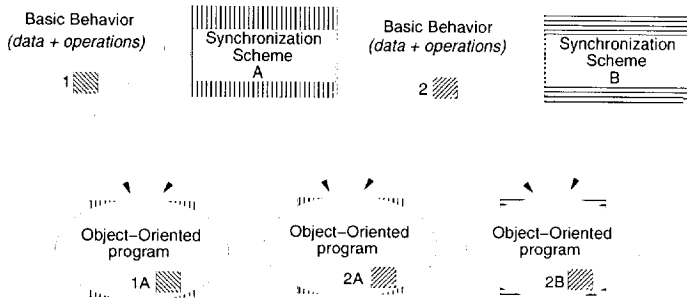 Basic Behavior
(data + operations)
1
Synchronization
Scheme
A
Basic Behavior
(data + operations)
2
Synchronization
Scheme
B
Object–Oriented
program
1A
Object–Oriented
program
2A
Object–Oriented
program
2B